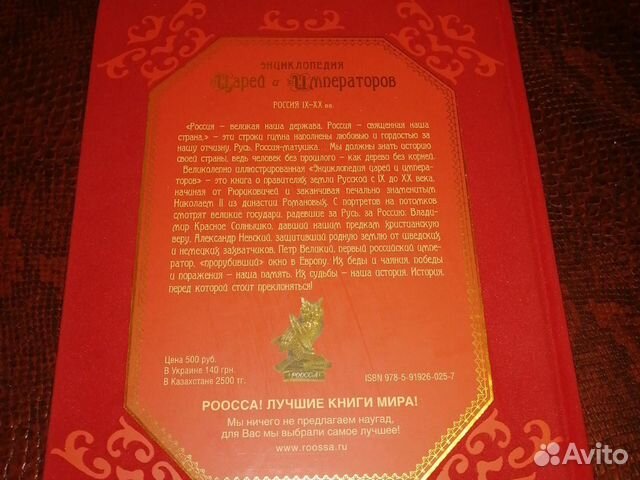 ЭНЦИКЛОПЕДИЯ
Царей и Императоров
РОССИЯ IX–XX вв.
«Россия – великая наша держава, Россия – священная наша
страна,» – эти строки гимна наполнены любовью и гордостью за
нашу отчизну, Русь, Россия-матушка... Мы должны знать историю
своей страны, ведь человек без прошлого – как дерево без корней.
Великолепно иллюстрированная «Энциклопедия царей и импера-
торов» – это книга о правителях земли Русской с IX до XX века,
начиная от Рюриковичей и заканчивая печально знаменитым
Николаем II из династии Романовых. С портретов на потомков
смотрят великие государи, радевшие за Русь, за Россию: Влади-
мир Красное Солнышко, давший нашим предкам христианскую
веру, Александр Невский, защитивший родную землю от шведских
и немецких захватчиков, Петр Великий, первый российский импе-
ратор, «прорубивший» окно в Европу. Их беды и чаяния, победы
и поражения – наша память. Их судьбы – наша история. История,
перед которой стоит преклоняться!
РООССА
Цена 500 руб.
В Украине 140 грн.
В Казахстане 2500 тг.
ISBN 978-5-91926-025-7
РООССА! ЛУЧШИЕ КНИГИ МИРА!
Мы ничего не предлагаем наугад,
для Вас мы выбрали самое лучшее!
www.roossa.ru
Avito